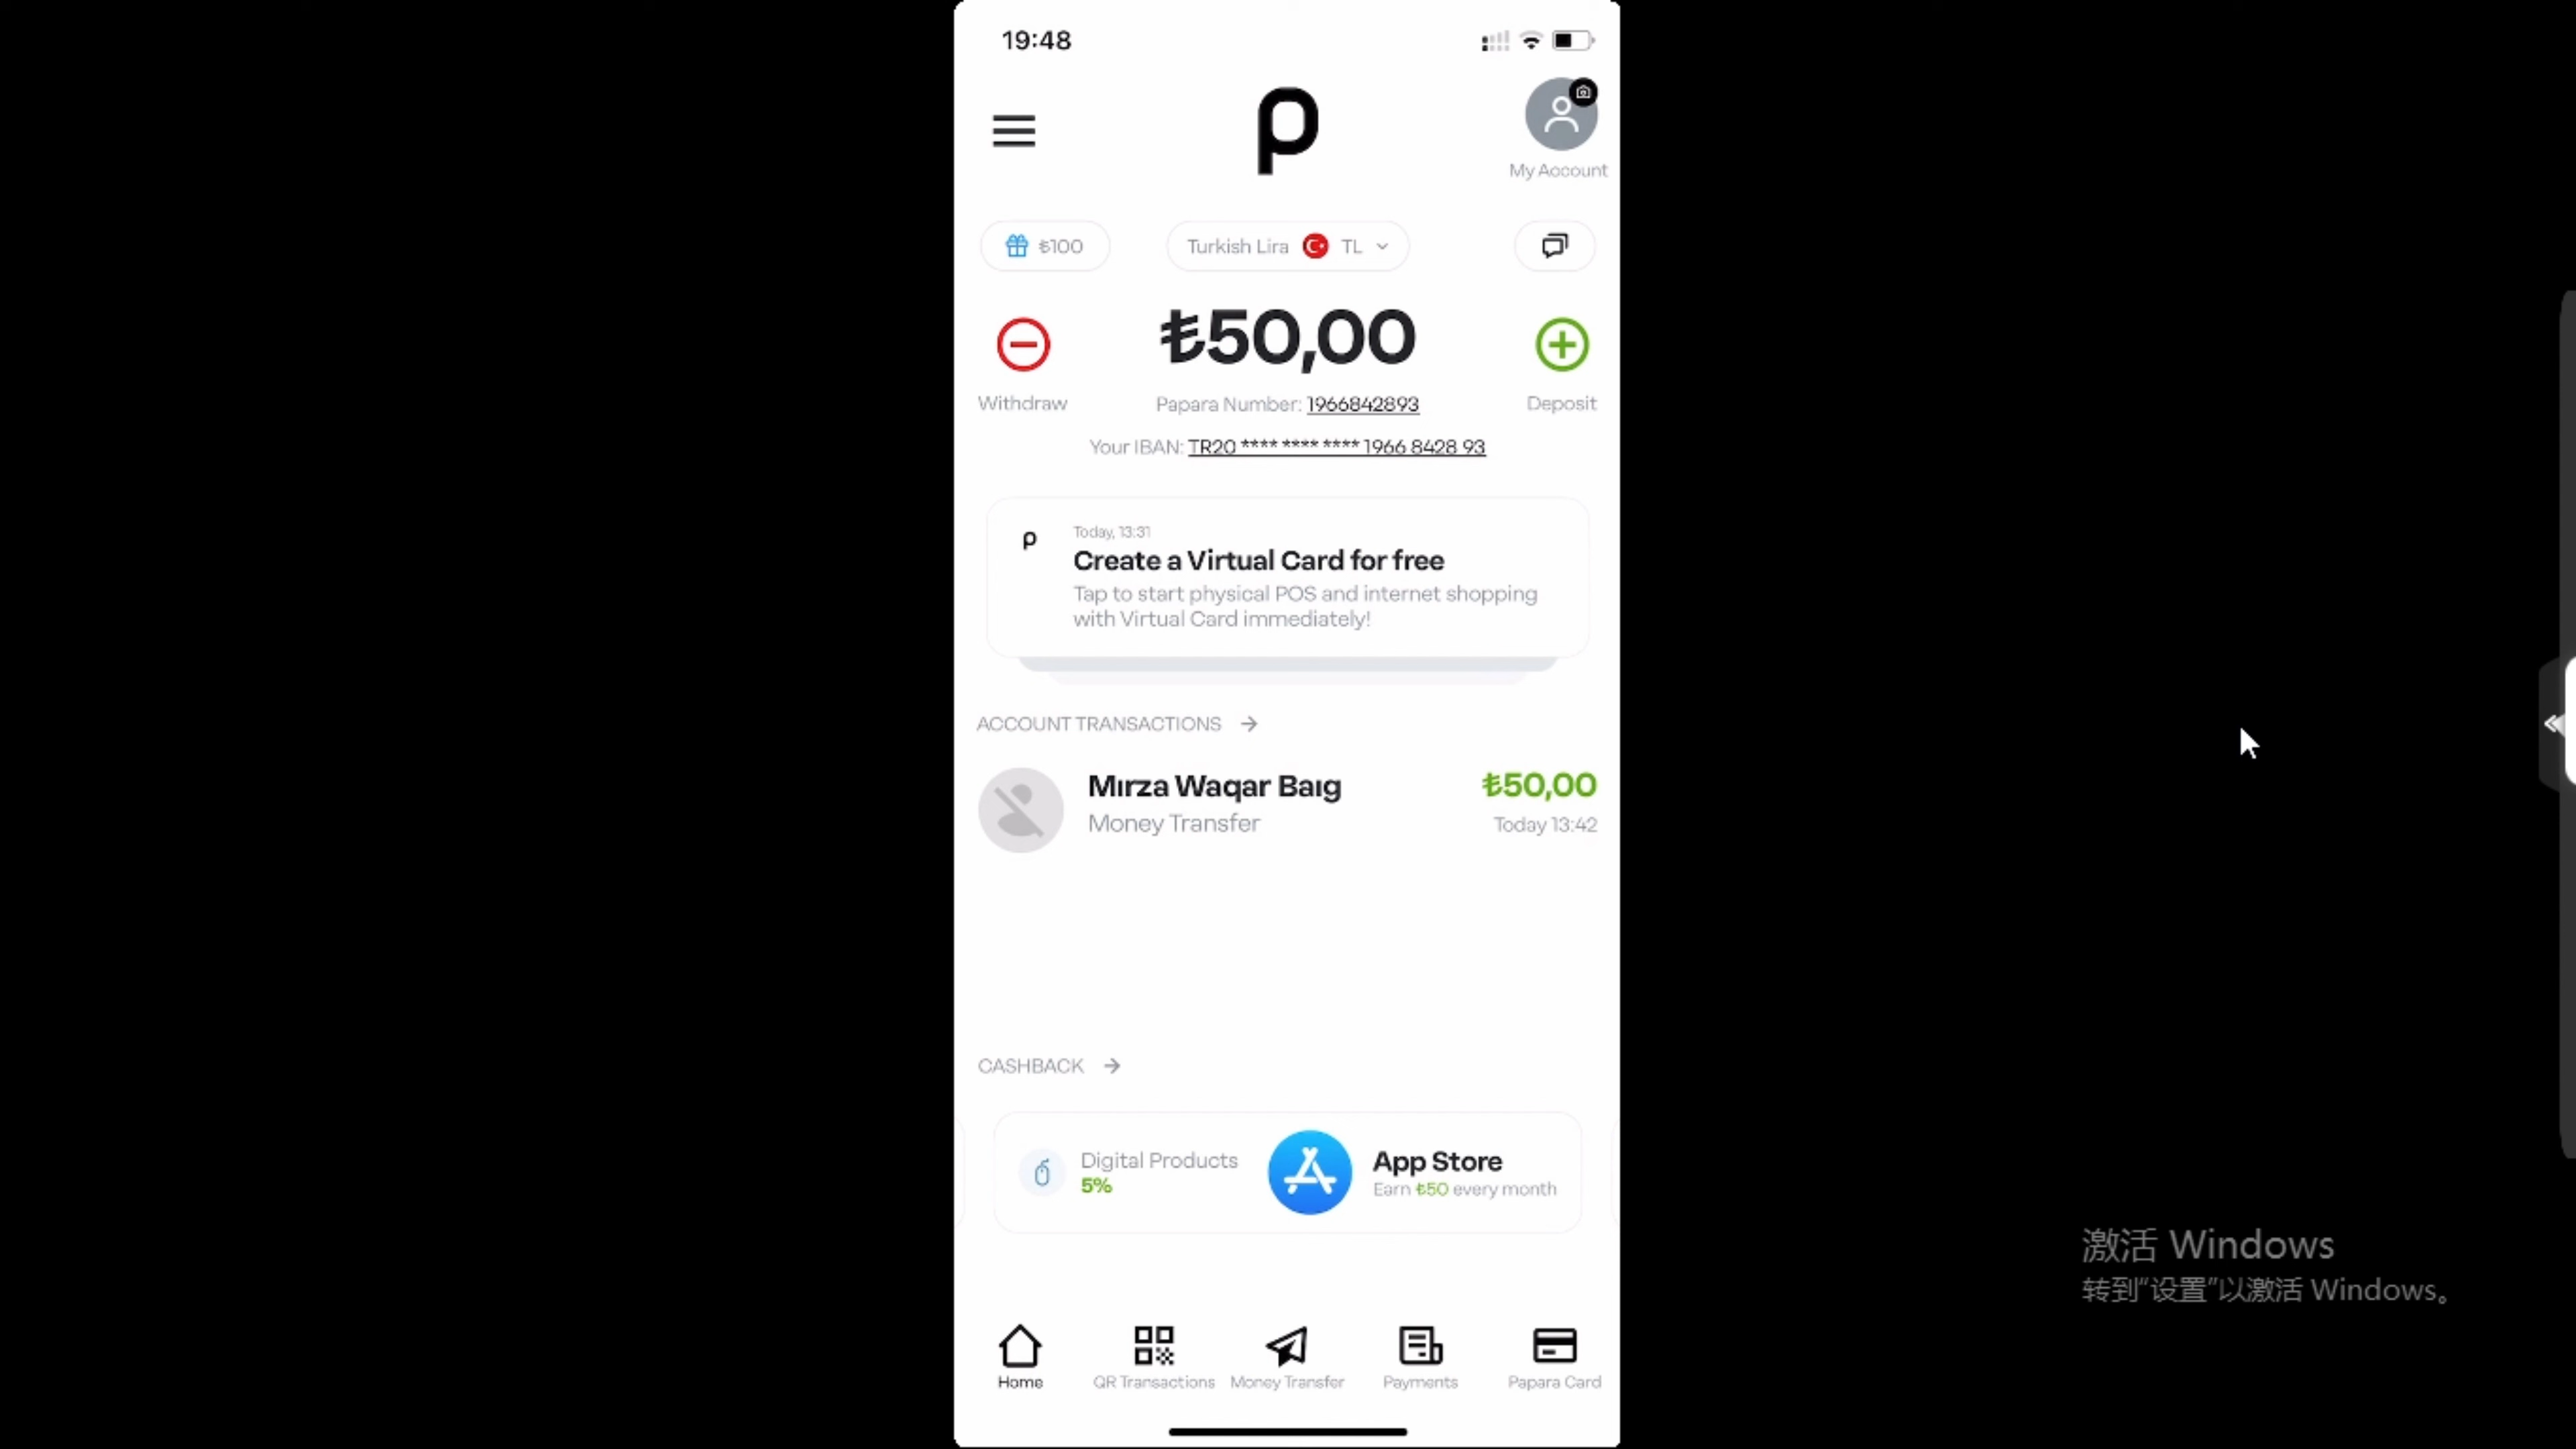 19:48
My Account
₺100
Turkish Lira TL
₺50,00
Withdraw
Papara Number: 1966842893
Deposit
Your IBAN: TR20 **** **** **** 1966 8428 93
Today, 13:31
Create a Virtual Card for free
Tap to start physical POS and internet shopping
with Virtual Card immediately!
ACCOUNT TRANSACTIONS
Mırza Waqar Baıg
₺50,00
Money Transfer
Today 13:42
CASHBACK
Digital Products
5%
App Store
Earn ₺50 every month
激活 Windows
转到“设置”以激活 Windows。
Home
QR Transactions
Money Transfer
Payments
Papara Card